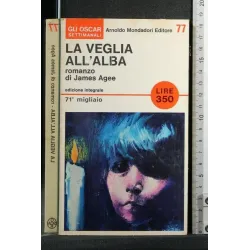 GLI OSCAR
SETTIMANALI
Arnoldo Mondadori Editore
77
LA VEGLIA
ALL'ALBA
romanzo
di James Agee
edizione integrale
71° migliaio
LIRE
350
77